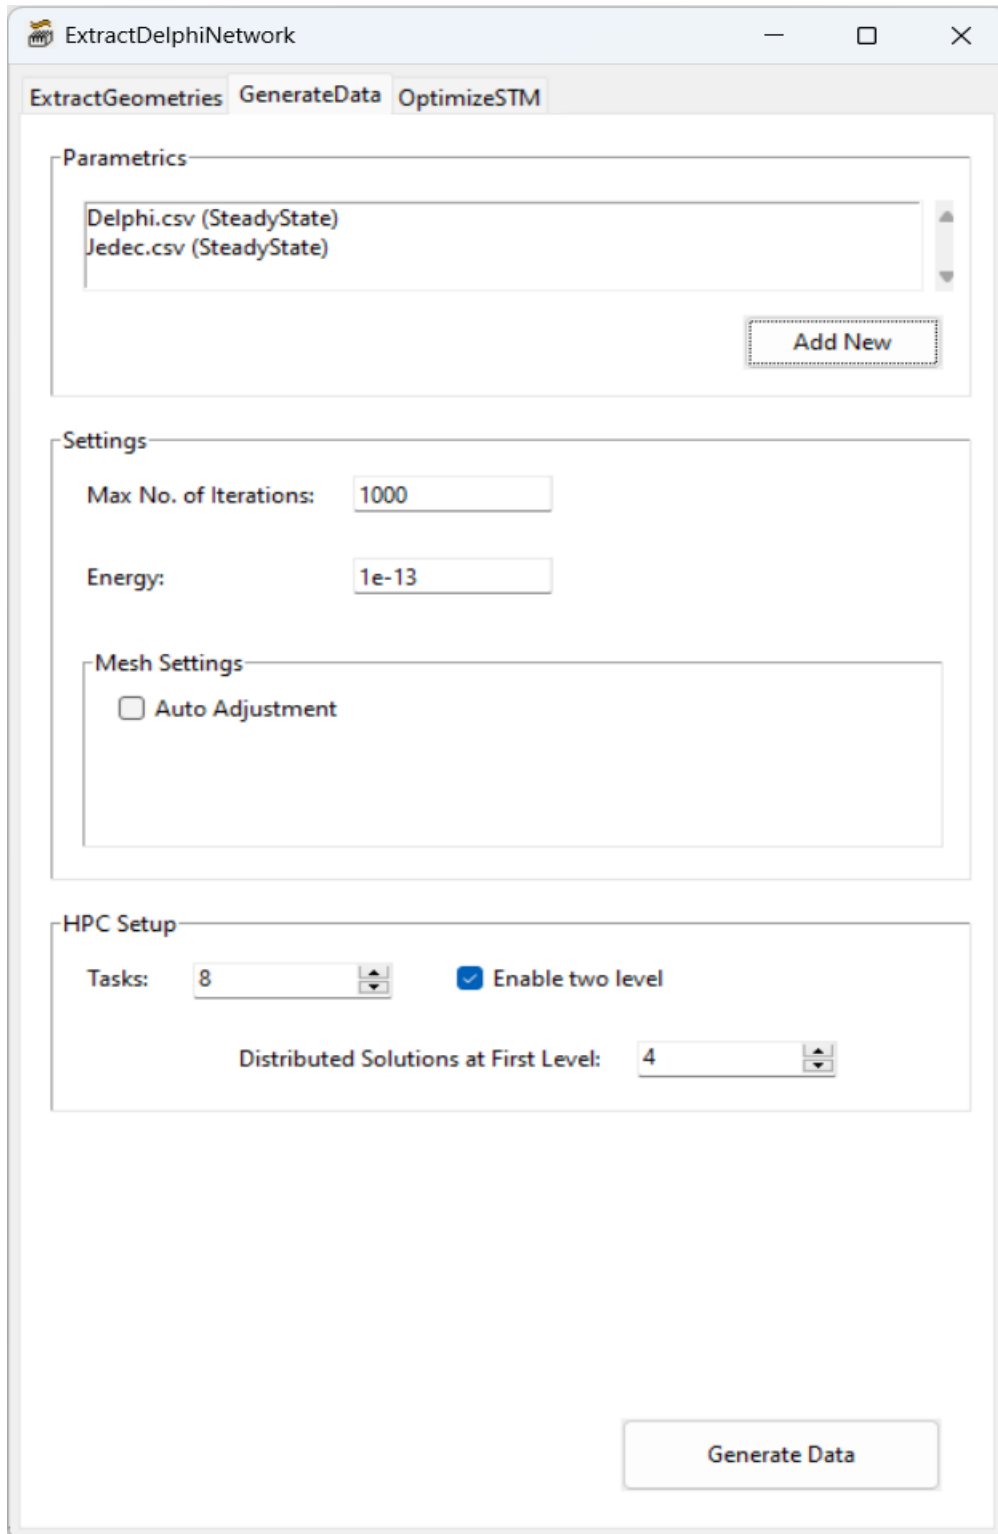 ExtractDelphiNetwork
ExtractGeometries GenerateData OptimizeSTM
Parametrics
Delphi.csv (SteadyState)
Jedec.csv (SteadyState)
Add New
Settings
Max No. of Iterations: 1000
Energy: 1e-13
Mesh Settings
Auto Adjustment
HPC Setup
Tasks: 8 Enable two level
Distributed Solutions at First Level: 4
Generate Data